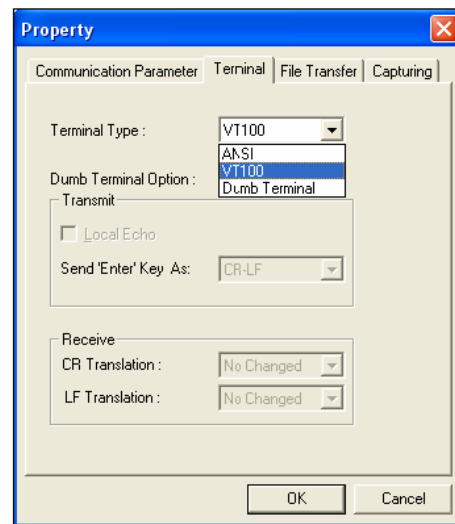 Property
Communication Parameter Terminal File Transfer Capturing
Terminal Type : VT100
ANSI
VT100
Dumb Terminal Option :
Dumb Terminal
Transmit
Local Echo
Send 'Enter' Key As: CR-LF
Receive
CR Translation : No Changed
LF Translation : No Changed
OK Cancel